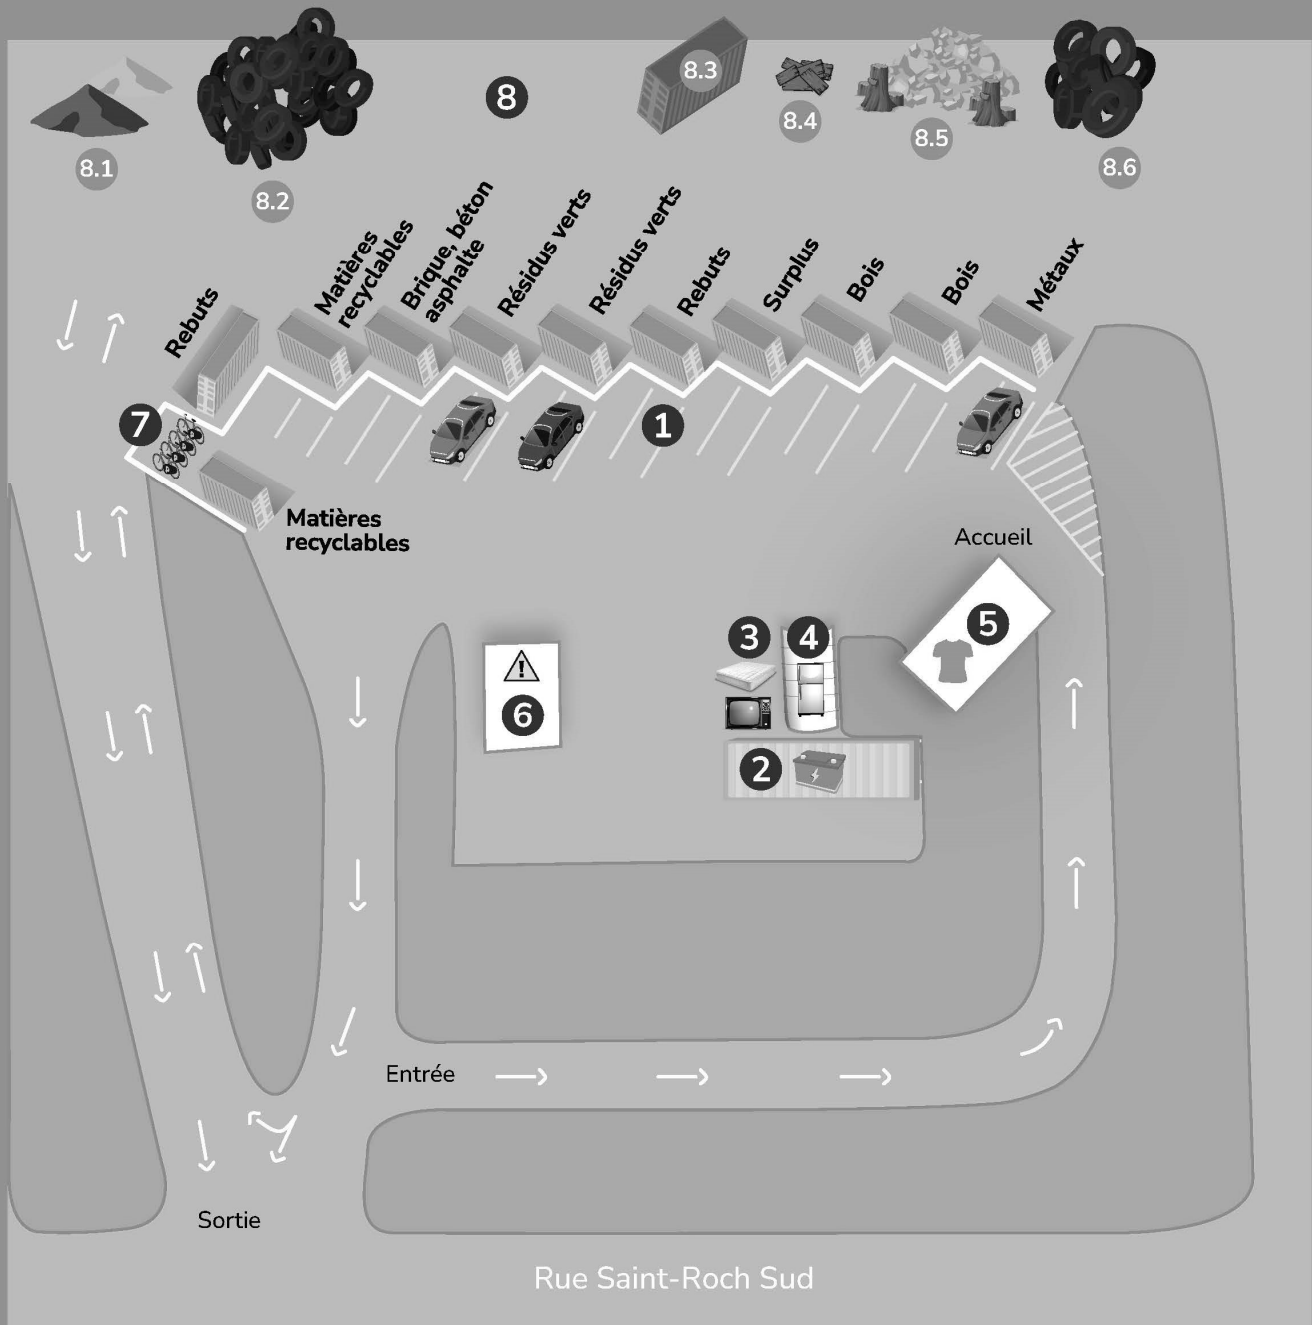 8
8.3
8.4
8.5
8.6
8.1
8.2
Rebuts
Matières
recyclables
Brique, béton
asphalte
Résidus verts
Résidus verts
Rebuts
Surplus
Bois
Bois
Métaux
7
1
Matières
recyclables
Accueil
5
3
4
!
6
2
Entrée
Sortie
Rue Saint-Roch Sud